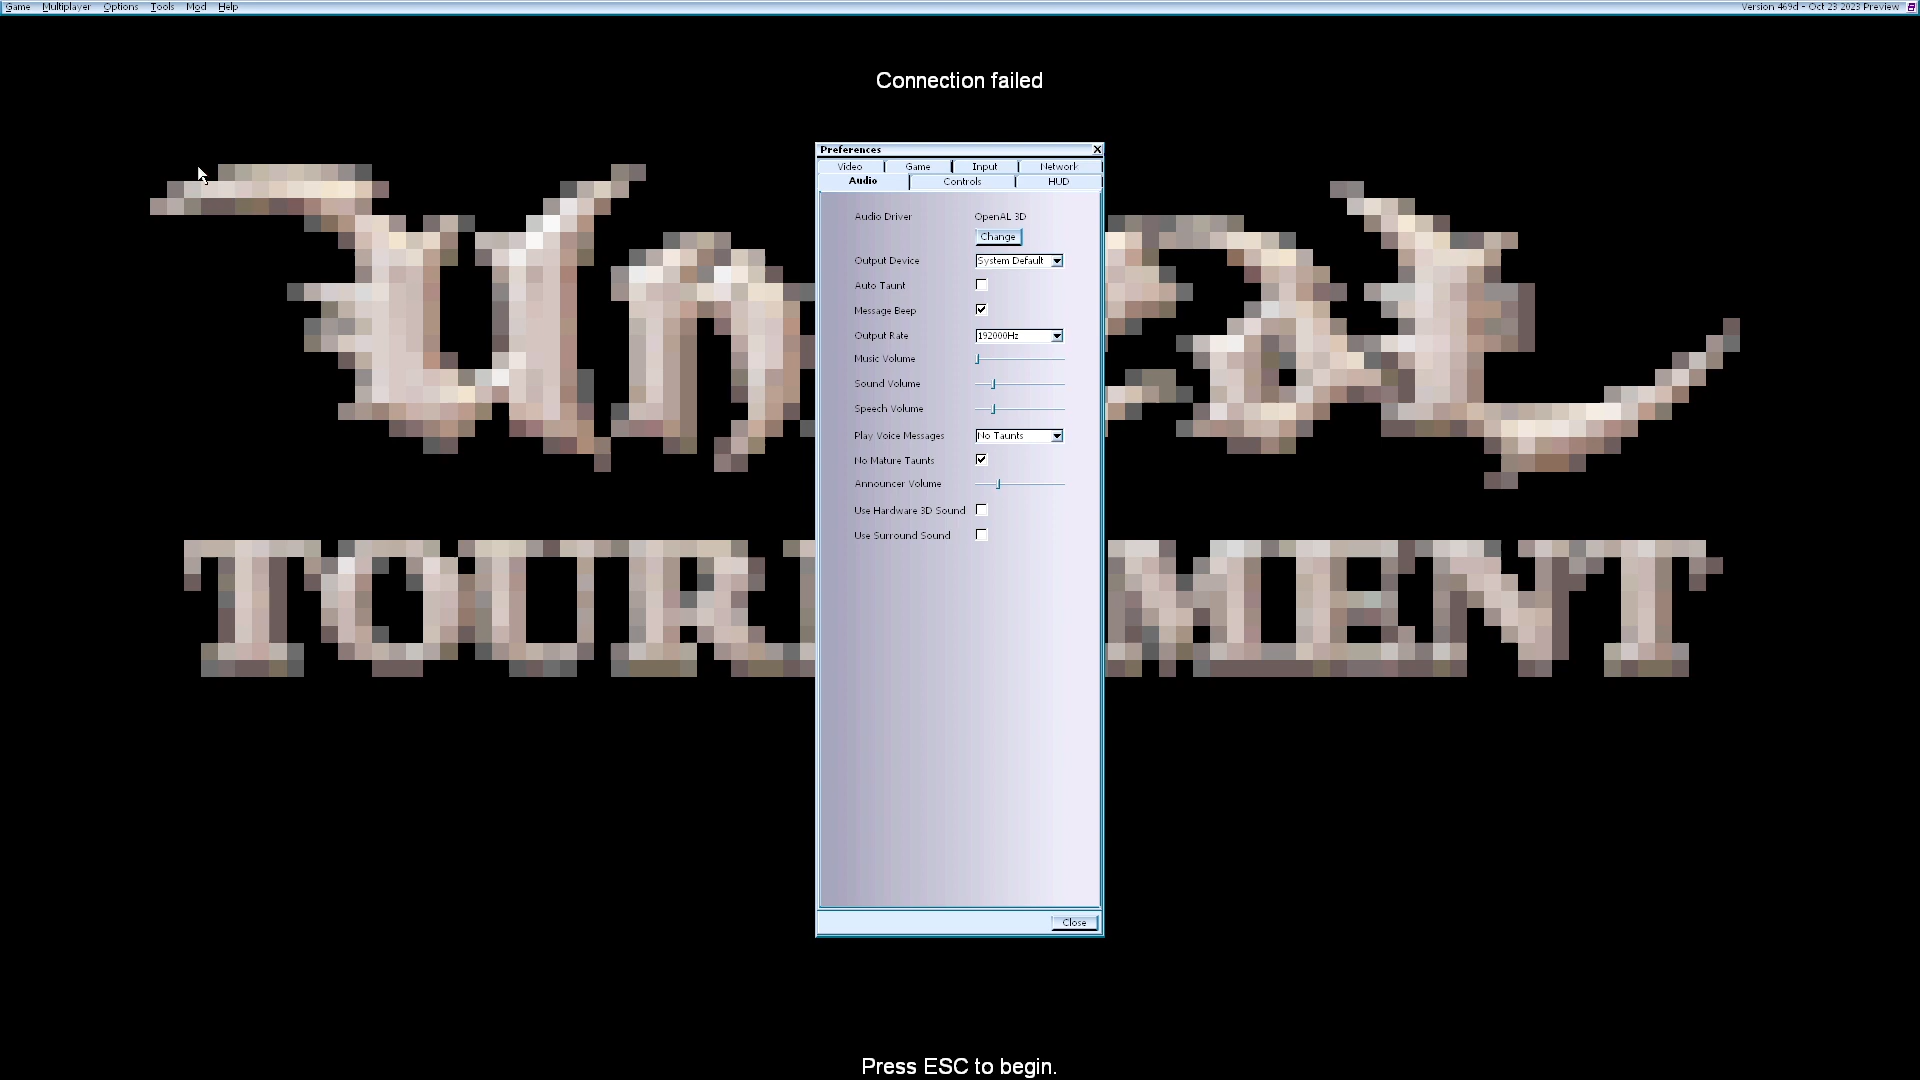 Game Multiplayer Options Tools Mod Help
Version 469d - Oct 23 2023 Preview
Connection failed
Preferences
Video Game Input Network
Audio Controls HUD
Audio Driver OpenAL 3D
Change
Output Device System Default
Auto Taunt
Message Beep
Output Rate 192000Hz
Music Volume
Sound Volume
Speech Volume
Play Voice Messages No Taunts
No Mature Taunts
Announcer Volume
Use Hardware 3D Sound
Use Surround Sound
Close
Press ESC to begin.